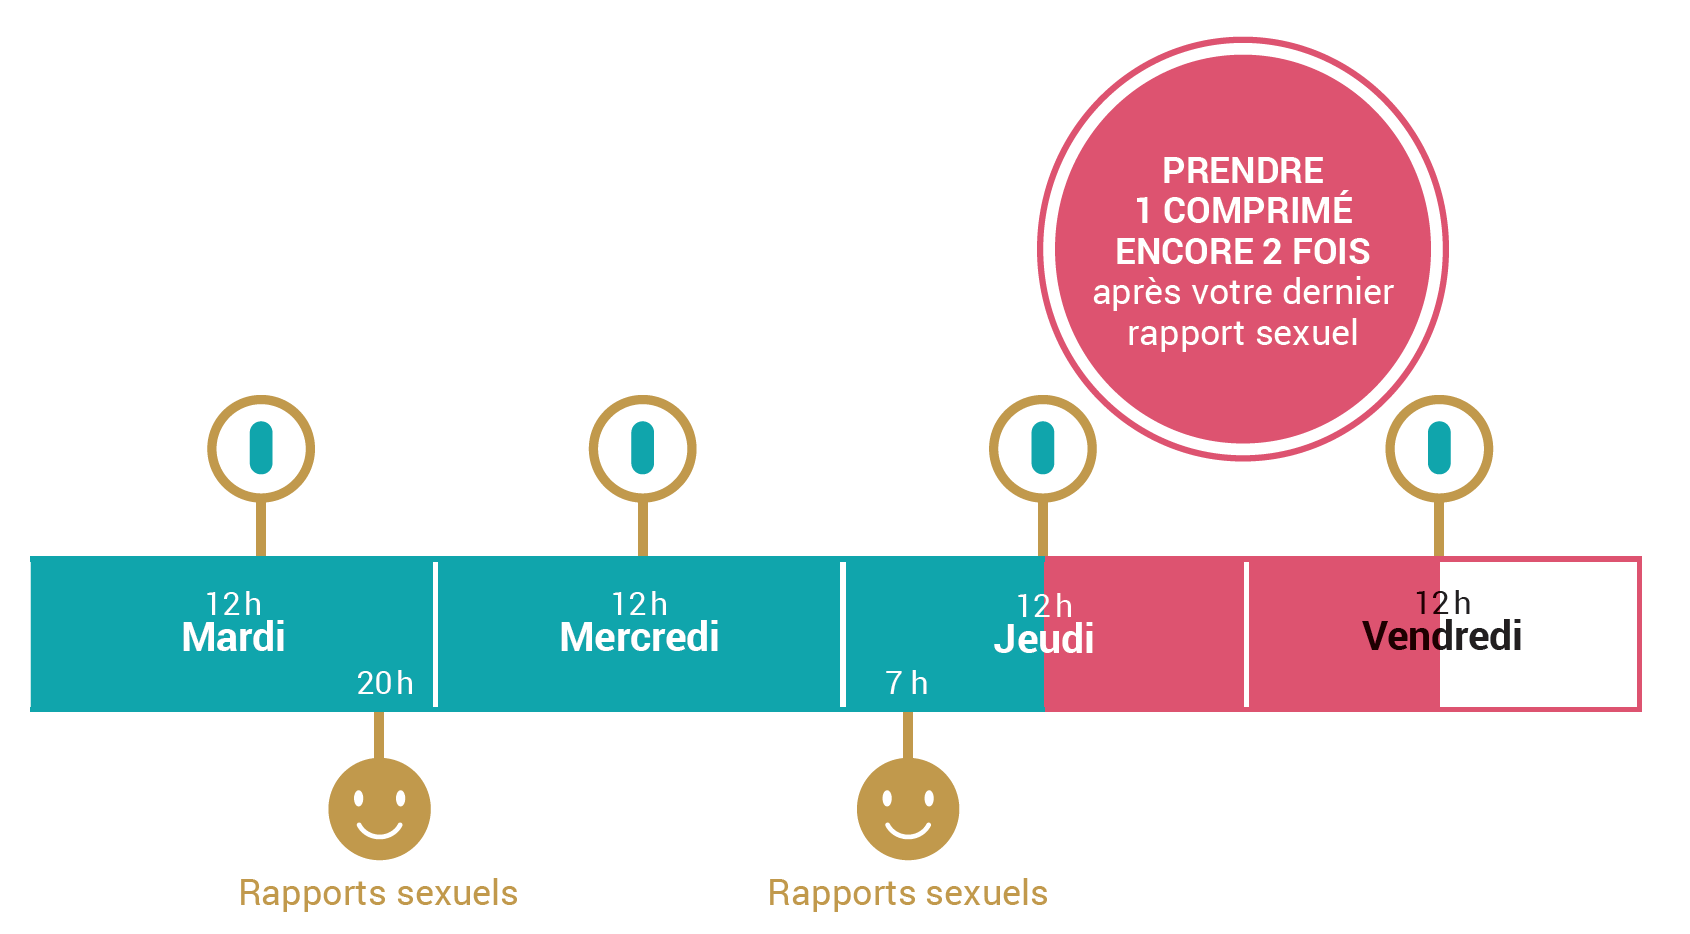 PRENDRE
1 COMPRIMÉ
ENCORE 2 FOIS
après votre dernier
rapport sexuel
12 h
Mardi
20 h
12 h
Mercredi
7 h
12 h
Jeudi
12 h
Vendredi
Rapports sexuels
Rapports sexuels